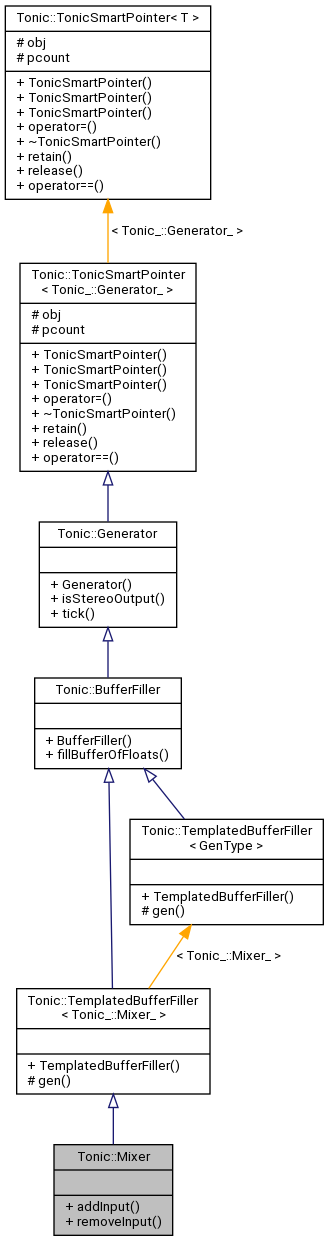 Tonic::TonicSmartPointer< T >
# obj
# pcount
+ TonicSmartPointer()
+ TonicSmartPointer()
+ TonicSmartPointer()
+ operator=()
+ ~TonicSmartPointer()
+ retain()
+ release()
+ operator==()
< Tonic_::Generator_ >
Tonic::TonicSmartPointer
< Tonic_::Generator_ >
# obj
# pcount
+ TonicSmartPointer()
+ TonicSmartPointer()
+ TonicSmartPointer()
+ operator=()
+ ~TonicSmartPointer()
+ retain()
+ release()
+ operator==()
Tonic::Generator
+ Generator()
+ isStereoOutput()
+ tick()
Tonic::BufferFiller
+ BufferFiller()
+ fillBufferOfFloats()
Tonic::TemplatedBufferFiller
< GenType >
+ TemplatedBufferFiller()
# gen()
< Tonic_::Mixer_ >
Tonic::TemplatedBufferFiller
< Tonic_::Mixer_ >
+ TemplatedBufferFiller()
# gen()
Tonic::Mixer
+ addInput()
+ removeInput()